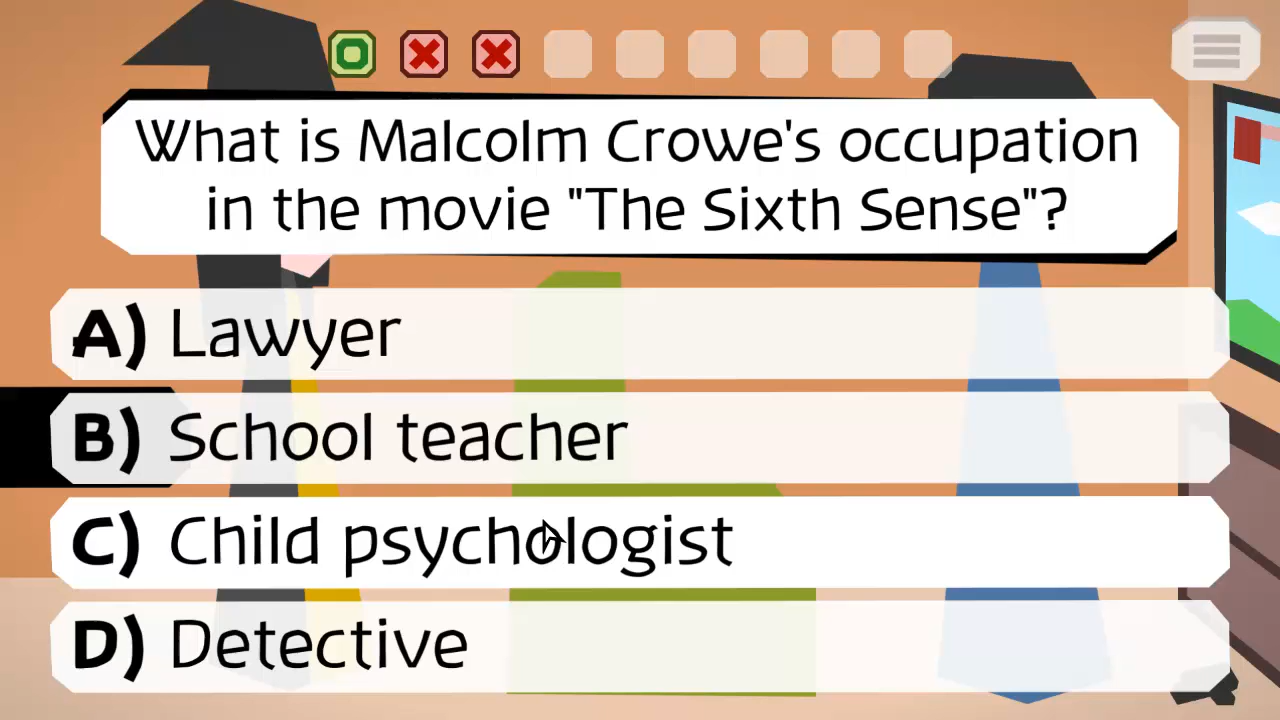 What is Malcolm Crowe's occupation
in the movie "The Sixth Sense"?
A) Lawyer
B) School teacher
C) Child psychologist
D) Detective